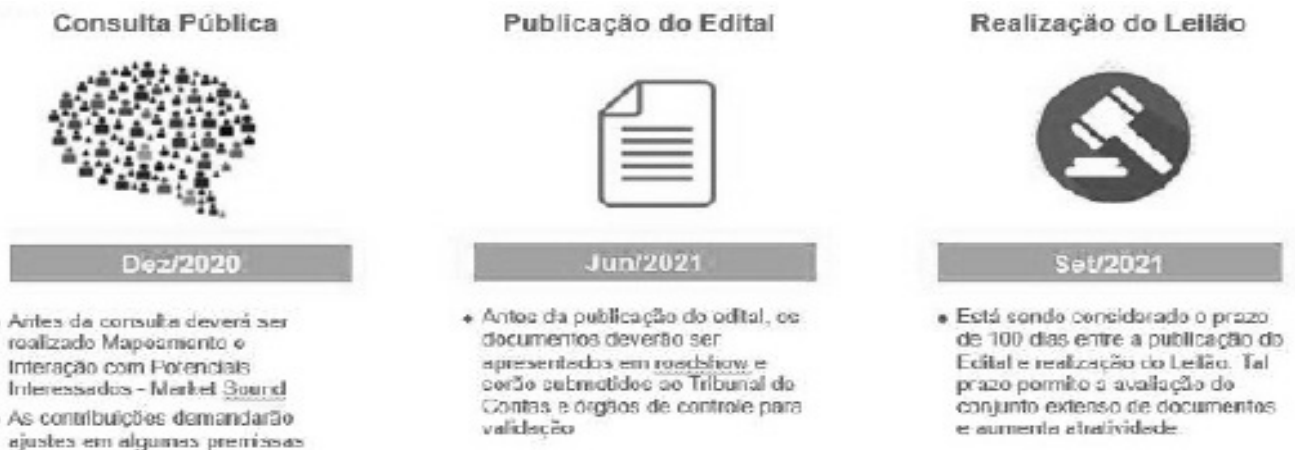 Consulta Pública
Dez/2020
Antes da consulta deverá ser
realizado Mapeamento e
Interação com Potenciais
Interessados - Market Sound
As contribuições demandarão
ajustes em algumas premissas
Publicação do Edital
Jun/2021
• Antes da publicação do edital, os
documentos deverão ser
apresentados em roadshow e
serão submetidos ao Tribunal de
Contas e órgãos de controle para
validação
Realização do Leilão
Set/2021
• Está sendo considerado o prazo
de 100 dias entre a publicação do
Edital e realização do Leilão. Tal
prazo permite a avaliação do
conjunto extenso de documentos
e aumenta atratividade.